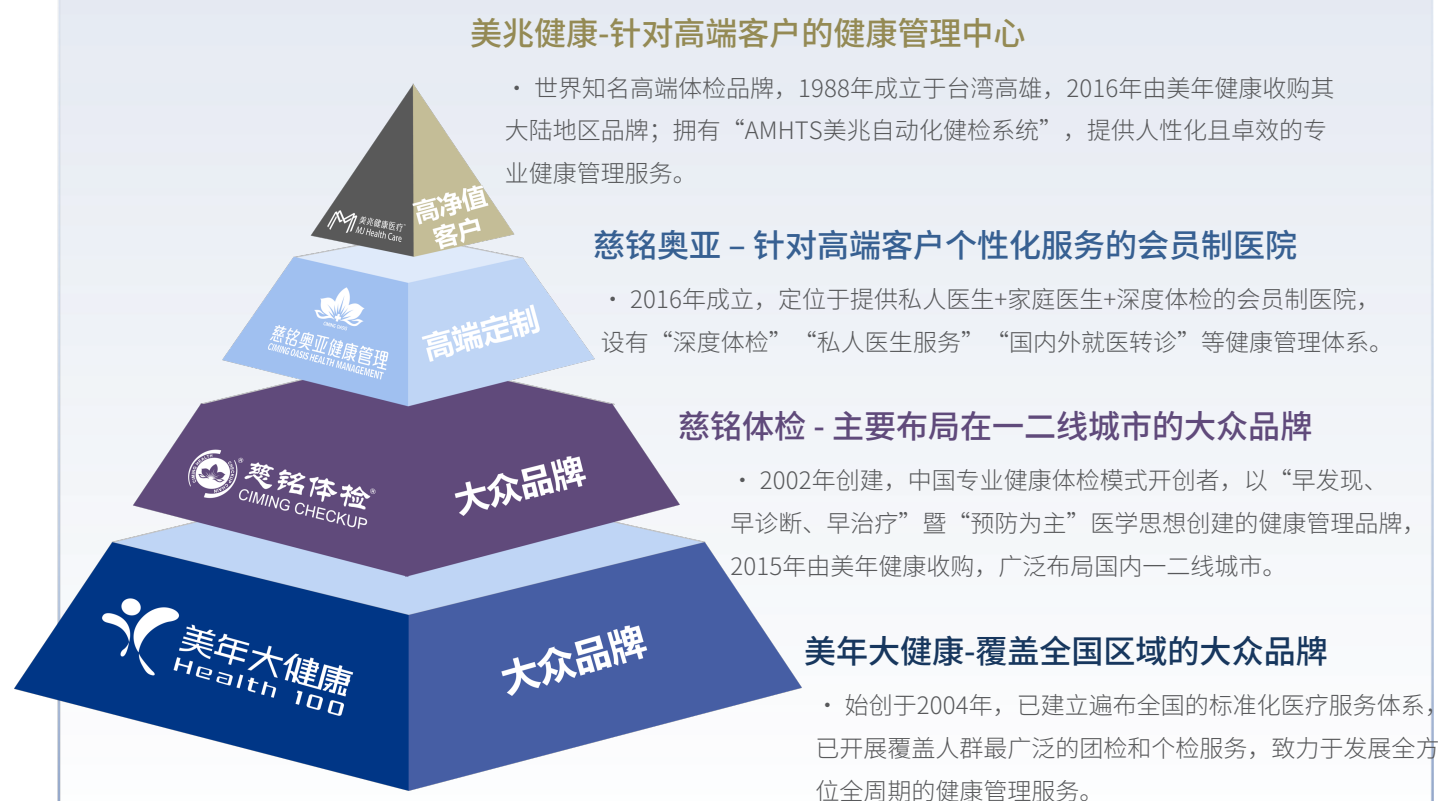 美兆健康-针对高端客户的健康管理中心
· 世界知名高端体检品牌，1988年成立于台湾高雄，2016年由美年健康收购其
大陆地区品牌；拥有“AMHTS美兆自动化健检系统”，提供人性化且卓效的专
业健康管理服务。
美兆健康医疗
MJ Health Care
高净值
客户
慈铭奥亚 – 针对高端客户个性化服务的会员制医院
· 2016年成立，定位于提供私人医生+家庭医生+深度体检的会员制医院，
设有“深度体检”“私人医生服务”“国内外就医转诊”等健康管理体系。
CIMING OASIS
慈铭奥亚健康管理
CIMING OASIS HEALTH MANAGEMENT
高端定制
慈铭体检 - 主要布局在一二线城市的大众品牌
· 2002年创建，中国专业健康体检模式开创者，以“早发现、
早诊断、早治疗”暨“预防为主”医学思想创建的健康管理品牌，
2015年由美年健康收购，广泛布局国内一二线城市。
慈铭体检®
CIMING CHECKUP
大众品牌
美年大健康-覆盖全国区域的大众品牌
· 始创于2004年，已建立遍布全国的标准化医疗服务体系，
已开展覆盖人群最广泛的团检和个检服务，致力于发展全方
位全周期的健康管理服务。
美年大健康
Health 100
大众品牌